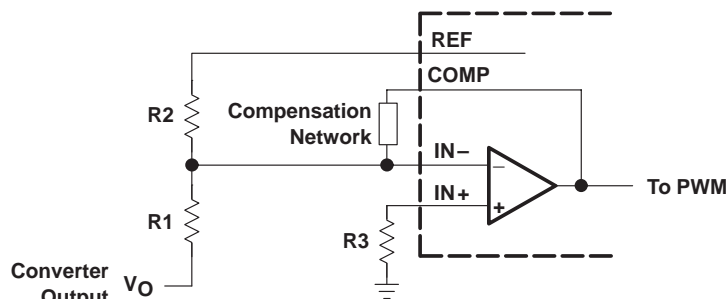 REF
COMP
R2
Compensation
Network
IN−
−
To PWM
IN+
+
R1
R3
Converter
Output
VO